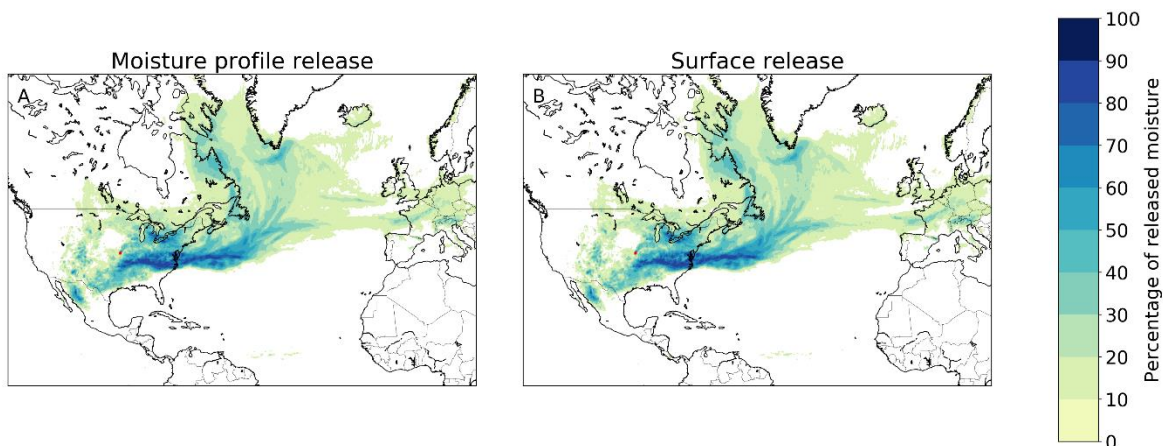 Moisture profile release
A
Surface release
B
100
90
80
70
60
50
40
30
20
10
0
Percentage of released moisture